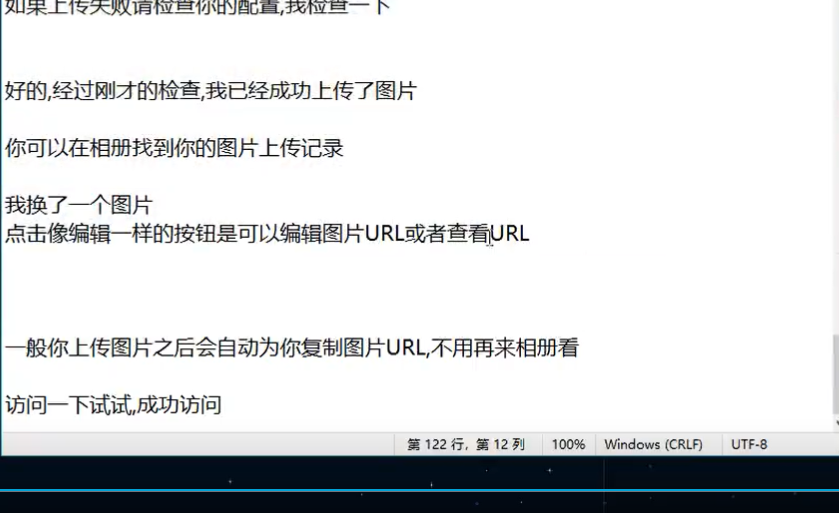 如果上传失败请检查你的配置,我检查一下
好的,经过刚才的检查,我已经成功上传了图片
你可以在相册找到你的图片上传记录
我换了一个图片
点击像编辑一样的按钮是可以编辑图片URL或者查看URL
一般你上传图片之后会自动为你复制图片URL,不用再来相册看
访问一下试试,成功访问
第 122 行，第 12 列 100% Windows (CRLF) UTF-8